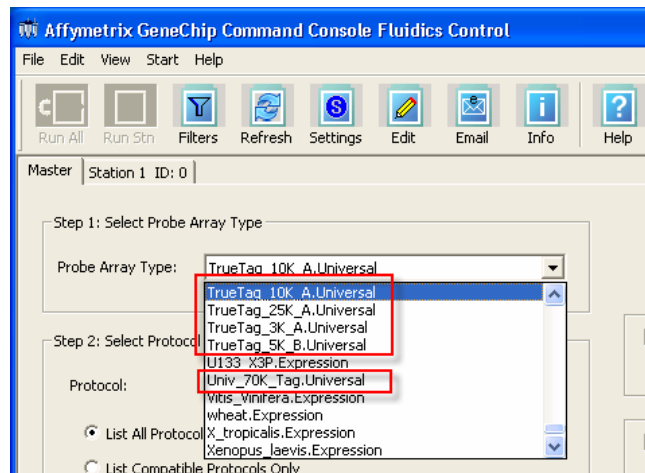 Affymetrix GeneChip Command Console Fluidics Control
File Edit View Start Help
Run All Run Stn Filters Refresh Settings Edit Email Info Help
Master Station 1 ID: 0
Step 1: Select Probe Array Type
Probe Array Type: TrueTag_10K_A.Universal
TrueTag_10K_A.Universal
TrueTag_25K_A.Universal
TrueTag_3K_A.Universal
Step 2: Select Protocol TrueTag_5K_B.Universal
U133_X3P.Expression
Protocol: Univ_70K_Tag.Universal
Vitis_Vinifera.Expression
wheat.Expression
List All Protocol X_tropicalis.Expression
Xenopus_laevis.Expression
List Compatible Protocols Only